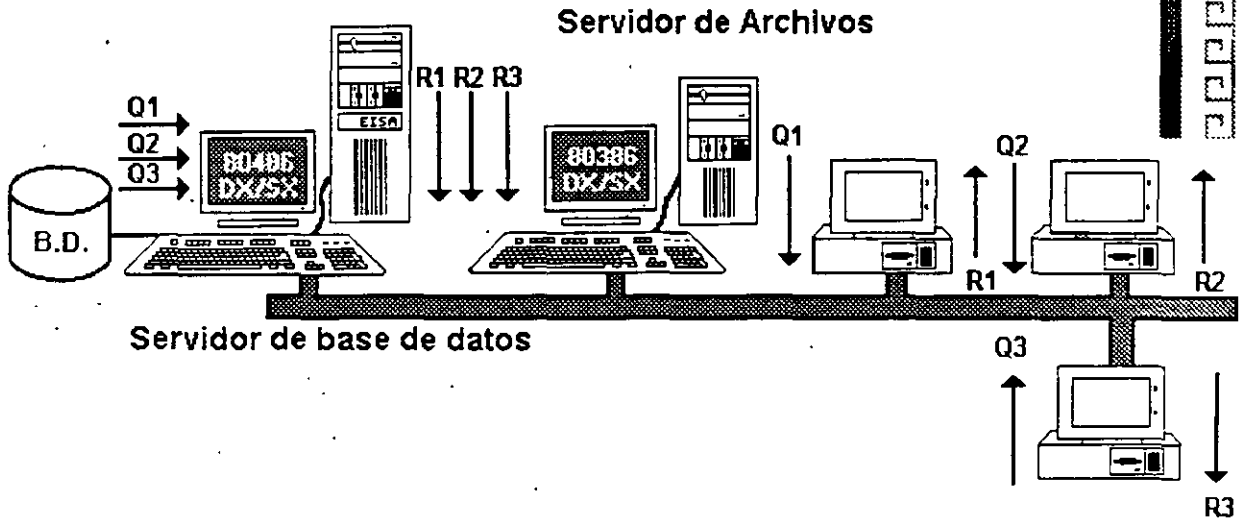 Servidor de Archivos
R1 R2 R3
Q1
Q2
Q3
EISA
80486
DX/SX
80386
DX/SX
Q1
Q2
B.D.
R1
R2
Servidor de base de datos
Q3
R3